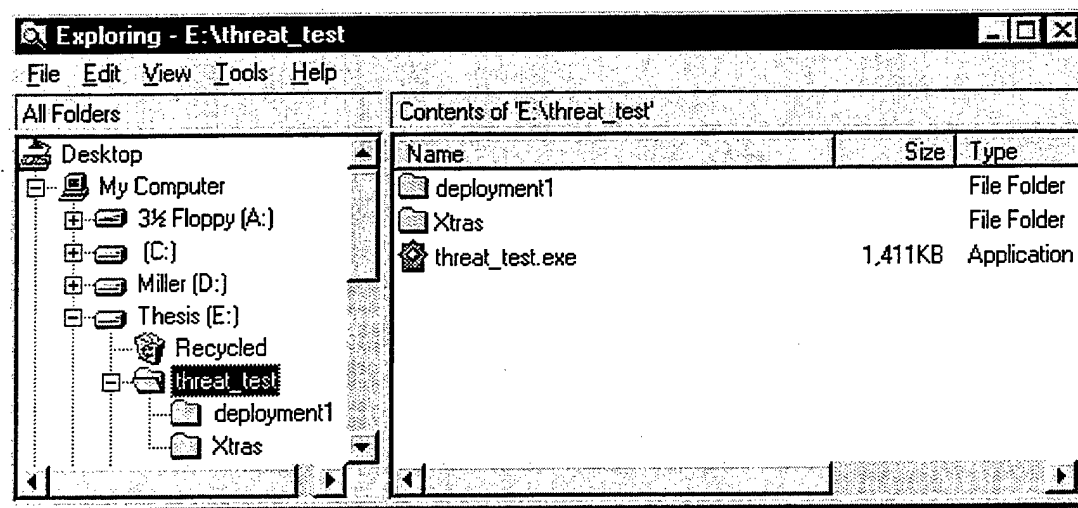 Exploring - E:\threat_test
File Edit View Tools Help
All Folders
Contents of 'E:\threat_test'
Desktop
My Computer
3½ Floppy (A:)
(C:)
Miller (D:)
Thesis (E:)
Recycled
threat_test
deployment1
Xtras
Name Size Type
deployment1 File Folder
Xtras File Folder
threat_test.exe 1,411KB Application